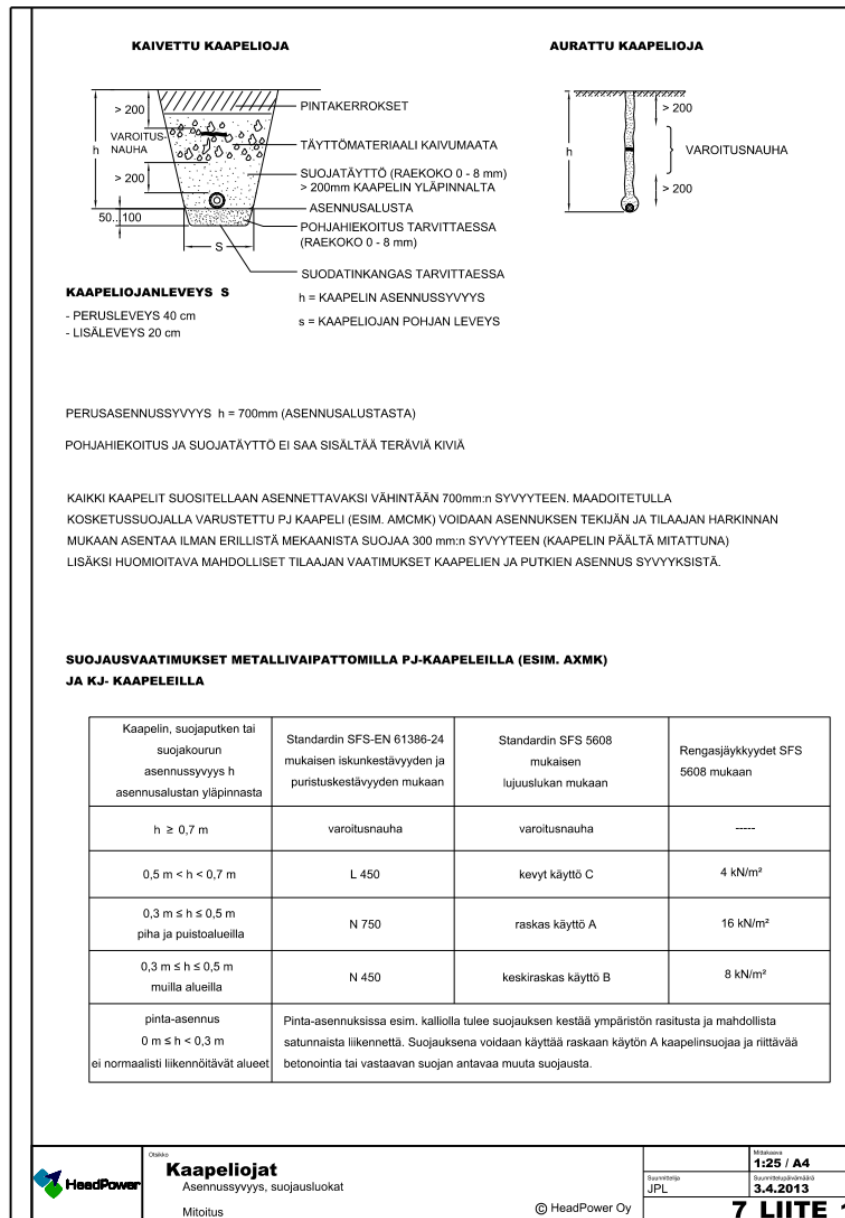 KAIVETTU KAAPELIOJA
AURATTU KAAPELIOJA
> 200
PINTAKERROKSET
VAROITUS-
NAUHA
TÄYTTÖMATERIAALI KAIVUMAATA
h
> 200
SUOJATÄYTTÖ (RAEKOKO 0 - 8 mm)
> 200mm KAAPELIN YLÄPINNALTA
ASENNUSALUSTA
50...100
POHJAHIEKOITUS TARVITTAESSA
(RAEKOKO 0 - 8 mm)
S
SUODATINKANGAS TARVITTAESSA
> 200
h
VAROITUSNAUHA
> 200
KAAPELIOJANLEVEYS S
- PERUSLEVEYS 40 cm
- LISÄLEVEYS 20 cm
h = KAAPELIN ASENNUSSYVYYS
s = KAAPELIOJAN POHJAN LEVEYS
PERUSASENNUSSYVYYS h = 700mm (ASENNUSALUSTASTA)
POHJAHIEKOITUS JA SUOJATÄYTTÖ EI SAA SISÄLTÄÄ TERÄVIÄ KIVIÄ
KAIKKI KAAPELIT SUOSITELLAAN ASENNETTAVAKSI VÄHINTÄÄN 700mm:n SYVYYTEEN. MAADOITETULLA
KOSKETUSSUOJALLA VARUSTETTU PJ KAAPELI (ESIM. AMCMK) VOIDAAN ASENNUKSEN TEKIJÄN JA TILAAJAN HARKINNAN
MUKAAN ASENTAA ILMAN ERILLISTÄ MEKAANISTA SUOJAA 300 mm:n SYVYYTEEN (KAAPELIN PÄÄLTÄ MITATTUNA)
LISÄKSI HUOMIOITAVA MAHDOLLISET TILAAJAN VAATIMUKSET KAAPELIEN JA PUTKIEN ASENNUS SYVYYKSISTÄ.
SUOJAUSVAATIMUKSET METALLIVAIPATTOMILLA PJ-KAAPELEILLA (ESIM. AXMK)
JA KJ- KAAPELEILLA
Kaapelin, suojaputken tai
suojakourun
asennussyvyys h
asennusalustan yläpinnasta
Standardin SFS-EN 61386-24
mukaisen iskunkestävyyden ja
puristuskestävyyden mukaan
Standardin SFS 5608
mukaisen
lujuuslukan mukaan
Rengasjäykkyydet SFS
5608 mukaan
h ≥ 0,7 m
varoitusnauha
varoitusnauha
-----
0,5 m < h < 0,7 m
L 450
kevyt käyttö C
4 kN/m²
0,3 m ≤ h ≤ 0,5 m
piha ja puistoalueilla
N 750
raskas käyttö A
16 kN/m²
0,3 m ≤ h ≤ 0,5 m
muilla alueilla
N 450
keskiraskas käyttö B
8 kN/m²
pinta-asennus
0 m ≤ h < 0,3 m
ei normaalisti liikennöitävät alueet
Pinta-asennuksissa esim. kalliolla tulee suojauksen kestää ympäristön rasitusta ja mahdollista
satunnaista liikennettä. Suojauksena voidaan käyttää raskaan käytön A kaapelinsuojaa ja riittävää
betonointia tai vastaavan suojan antavaa muuta suojausta.
HeadPower
Otsikko
Kaapeliojat
Asennussyvyys, suojausluokat
Mitoitus
© HeadPower Oy
Mittakaava
1:25 / A4
Suunnittelija
JPL
Suunnittelupäivämäärä
3.4.2013
7 LIITE 1